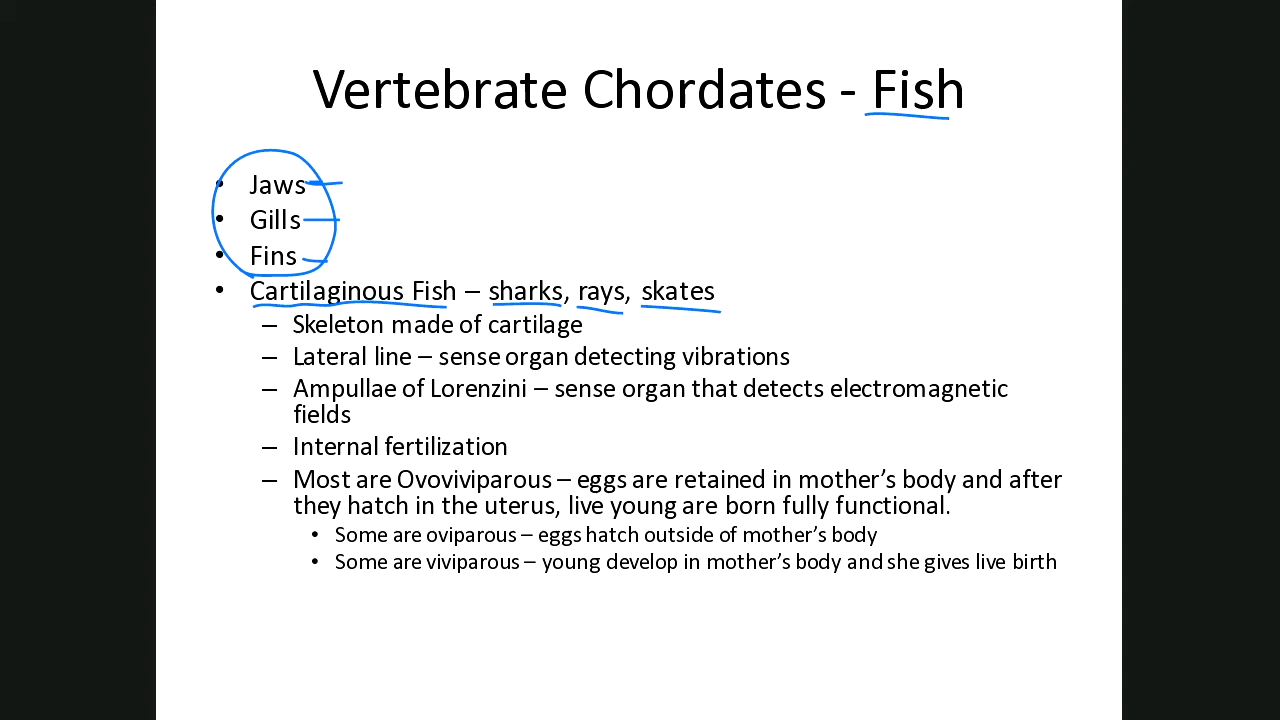 Vertebrate Chordates - Fish
• Jaws
• Gills
• Fins
• Cartilaginous Fish – sharks, rays, skates
– Skeleton made of cartilage
– Lateral line – sense organ detecting vibrations
– Ampullae of Lorenzini – sense organ that detects electromagnetic
fields
– Internal fertilization
– Most are Ovoviviparous – eggs are retained in mother’s body and after
they hatch in the uterus, live young are born fully functional.
• Some are oviparous – eggs hatch outside of mother’s body
• Some are viviparous – young develop in mother’s body and she gives live birth